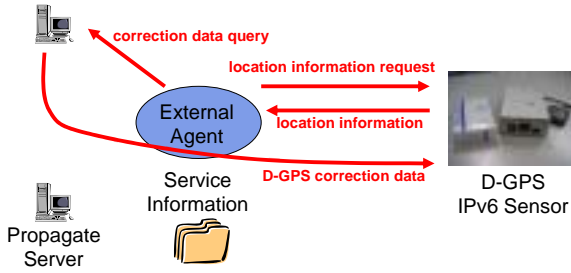 correction data query
location information request
External
Agent
location information
D-GPS correction data
Service
Information
D-GPS
IPv6 Sensor
Propagate
Server